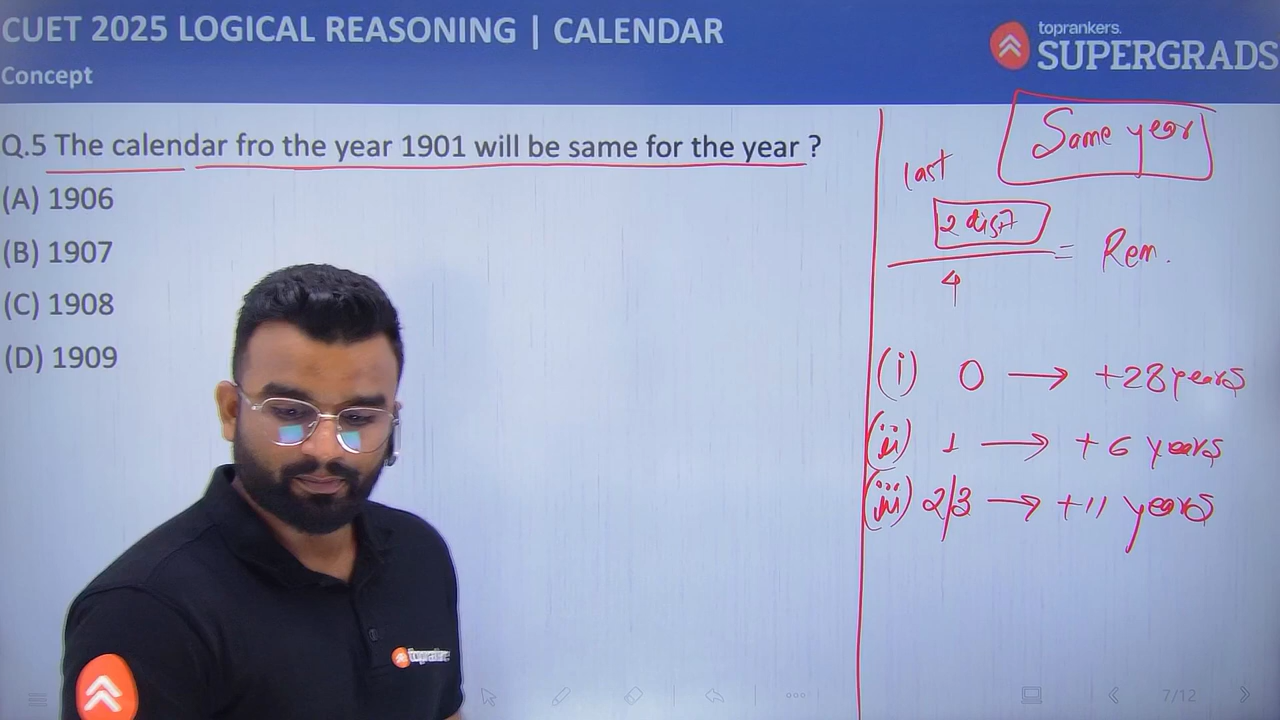 CUET 2025 LOGICAL REASONING | CALENDAR
Concept
toprankers.
SUPERGRADS
Q.5 The calendar fro the year 1901 will be same for the year ?
(A) 1906
(B) 1907
(C) 1908
(D) 1909
Same year
last
2 digit
= Rem.
4
(i) 0 → +28 years
(ii) 1 → +6 years
(iii) 2/3 → +11 years
7/12